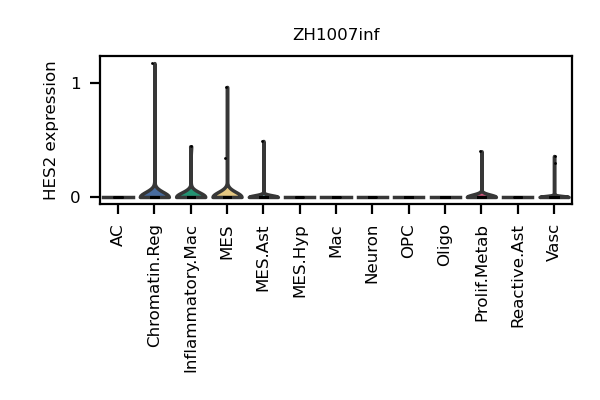 ZH1007inf
HES2 expression
1
0
AC
Chromatin.Reg
Inflammatory.Mac
MES
MES.Ast
MES.Hyp
Mac
Neuron
OPC
Oligo
Prolif.Metab
Reactive.Ast
Vasc